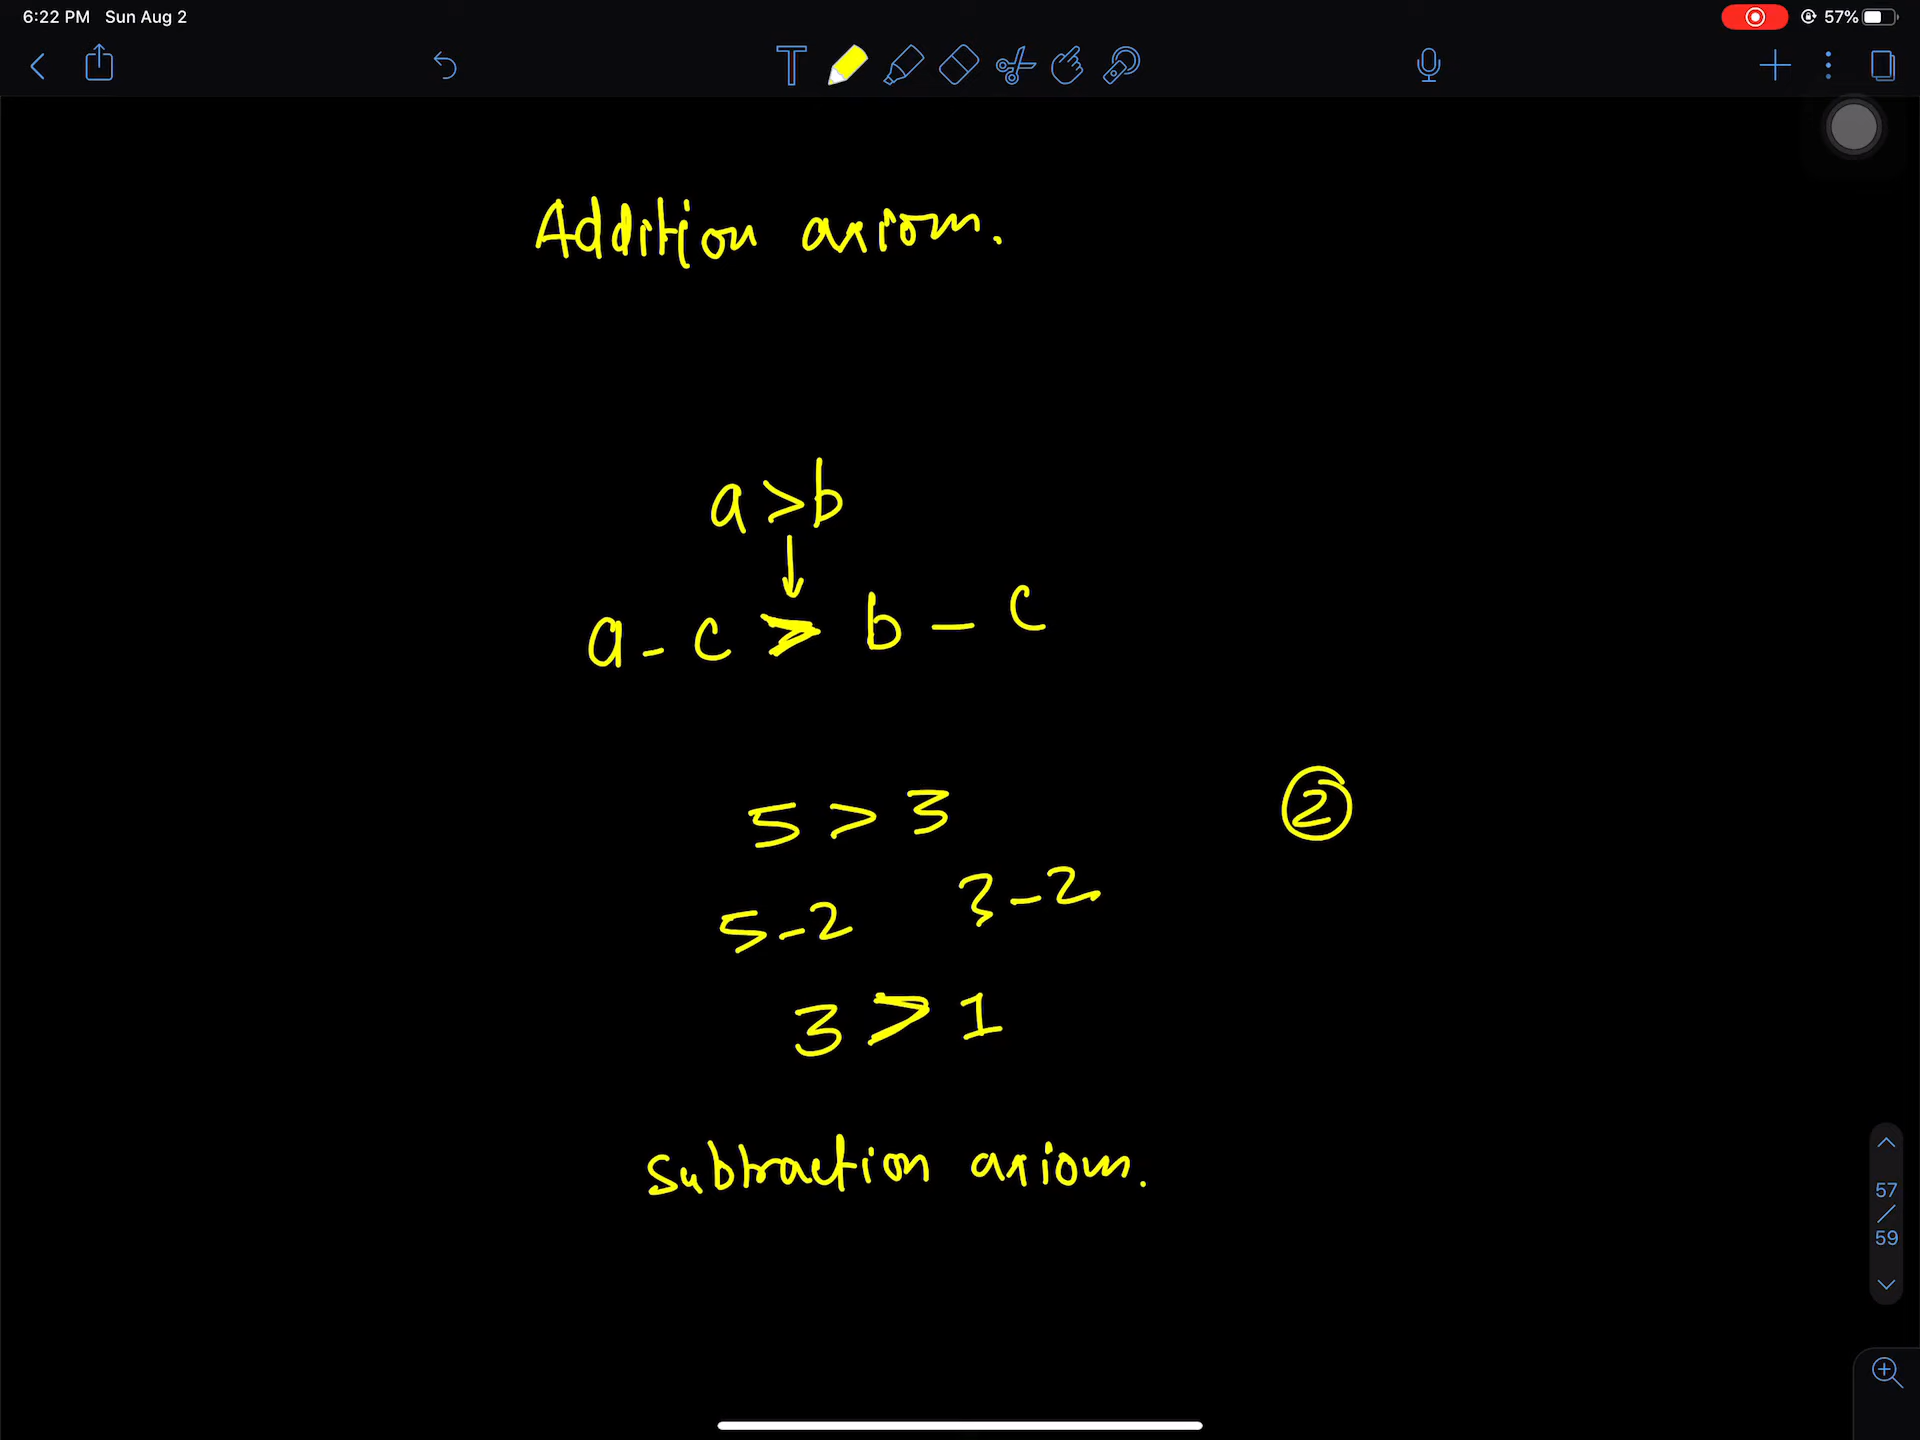 6:22 PM Sun Aug 2
57%
T
Addition axiom.
a > b
↓
a - c > b - c
5 > 3
2
5 - 2 3 - 2
3 > 1
subtraction axiom.
57
/
59